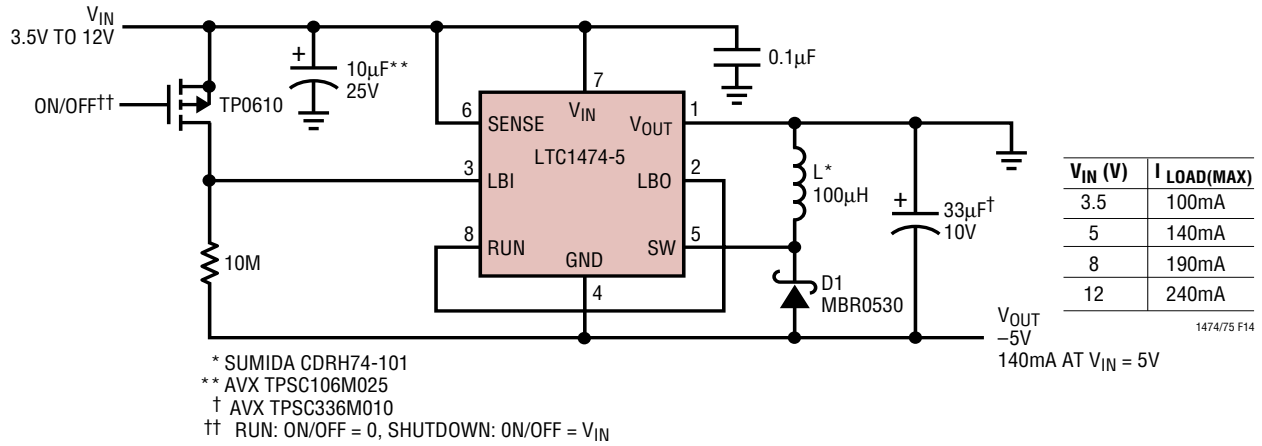 VIN
3.5V TO 12V
ON/OFF††
TP0610
+
10µF**
25V
0.1µF
7
6
SENSE
VIN
VOUT
1
LTC1474-5
3
LBI
LBO
2
8
RUN
SW
5
GND
4
10M
L*
100µH
+
33µF†
10V
D1
MBR0530
VOUT
–5V
140mA AT VIN = 5V
VIN (V) I LOAD(MAX)
3.5 100mA
5 140mA
8 190mA
12 240mA
1474/75 F14
* SUMIDA CDRH74-101
** AVX TPSC106M025
† AVX TPSC336M010
†† RUN: ON/OFF = 0, SHUTDOWN: 0N/OFF = VIN